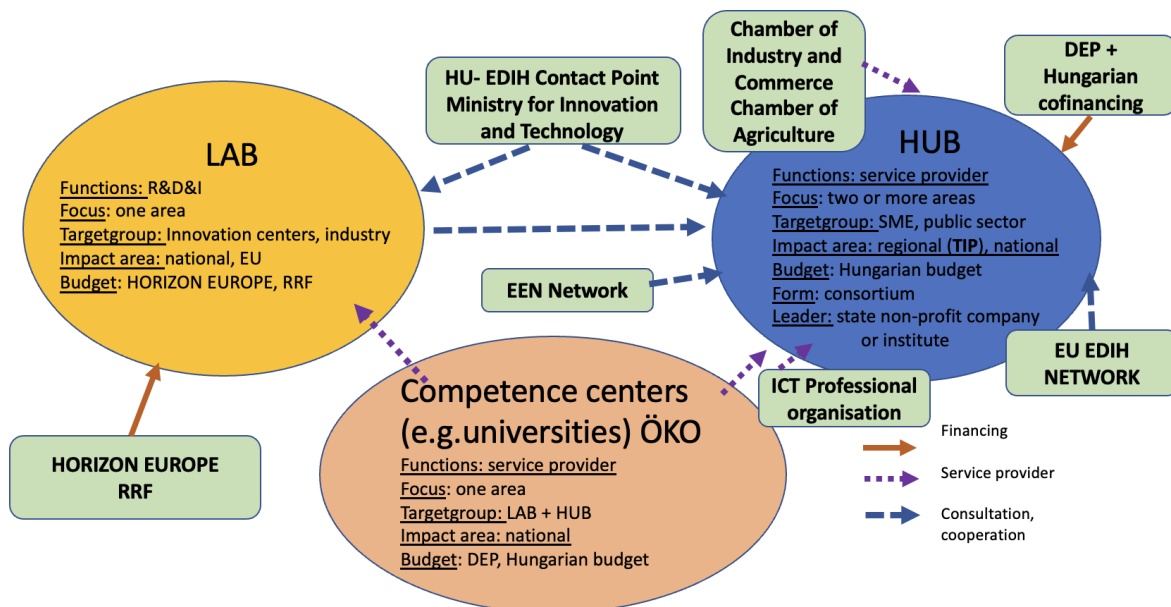 Chamber of
Industry and
Commerce
Chamber of
Agriculture
DEP +
Hungarian
cofinancing
HU- EDIH Contact Point
Ministry for Innovation
and Technology
LAB
Functions: R&D&I
Focus: one area
Targetgroup: Innovation centers, industry
Impact area: national, EU
Budget: HORIZON EUROPE, RRF
HUB
Functions: service provider
Focus: two or more areas
Targetgroup: SME, public sector
Impact area: regional (TIP), national
Budget: Hungarian budget
Form: consortium
Leader: state non-profit company
or institute
EEN Network
EU EDIH
NETWORK
ICT Professional
organisation
Competence centers
(e.g.universities) ÖKO
Functions: service provider
Focus: one area
Targetgroup: LAB + HUB
Impact area: national
Budget: DEP, Hungarian budget
HORIZON EUROPE
RRF
Financing
Service provider
Consultation,
cooperation